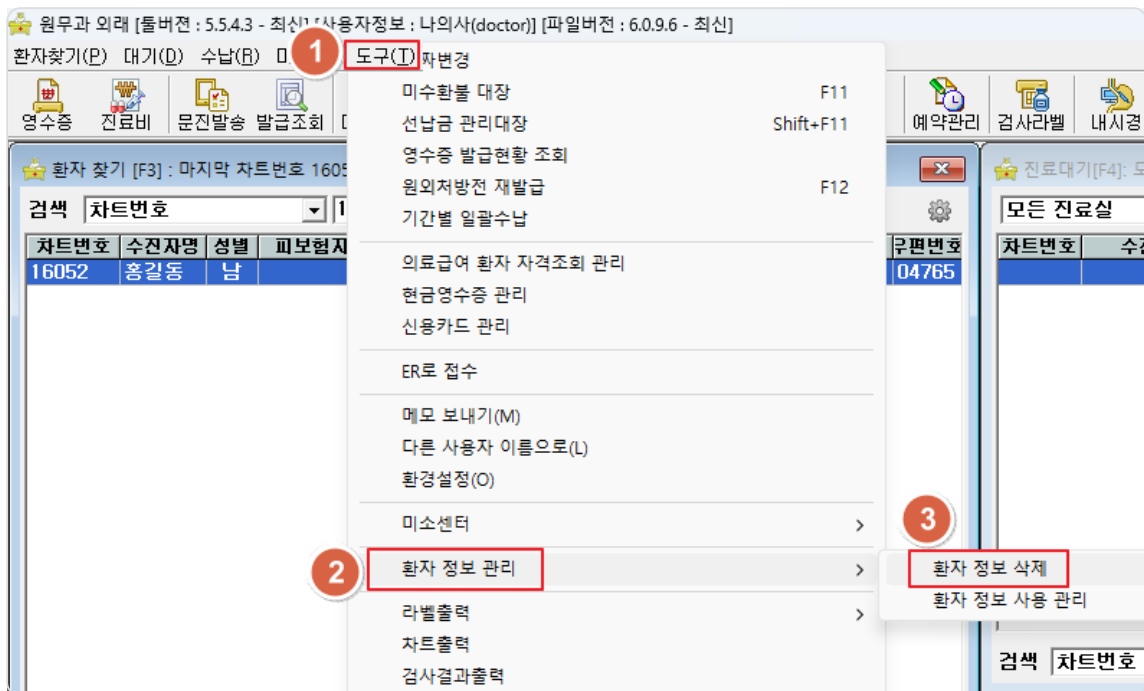 원무과 외래 [툴버젼 : 5.5.4.3 - 최신] [사용자정보 : 나의사(doctor)] [파일버전 : 6.0.9.6 - 최신]
환자찾기(P) 대기(D) 수납(R) 1 도구(T)
자변경
영수증 진료비 문진발송 발급조회 예약관리 검사라벨 내시경
미수환불 대장 F11
선납금 관리대장 Shift+F11
영수증 발급현황 조회
원외처방전 재발급 F12
기간별 일괄수납
환자 찾기 [F3] : 마지막 차트번호 1605
진료대기[F4]:
검색 차트번호
모든 진료실
차트번호 수진자명 성별 피보험자 우편번호 차트번호
16052 홍길동 남 04765
의료급여 환자 자격조회 관리
현금영수증 관리
신용카드 관리
ER로 접수
메모 보내기(M)
다른 사용자 이름으로(L)
환경설정(O)
미소센터
3
2 환자 정보 관리 환자 정보 삭제
환자 정보 사용 관리
라벨출력
차트출력
검사결과출력
검색 차트번호